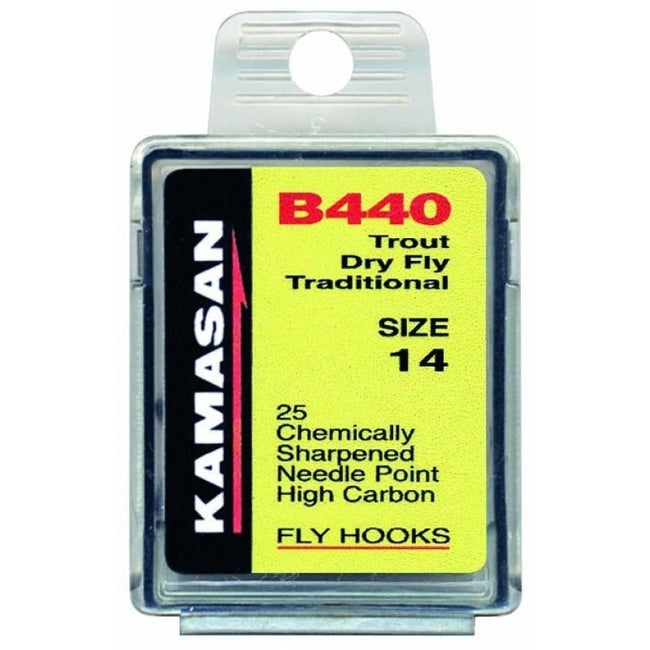 KAMASAN
B440
Trout
Dry Fly
Traditional
SIZE
14
25
Chemically
Sharpened
Needle Point
High Carbon
FLY HOOKS